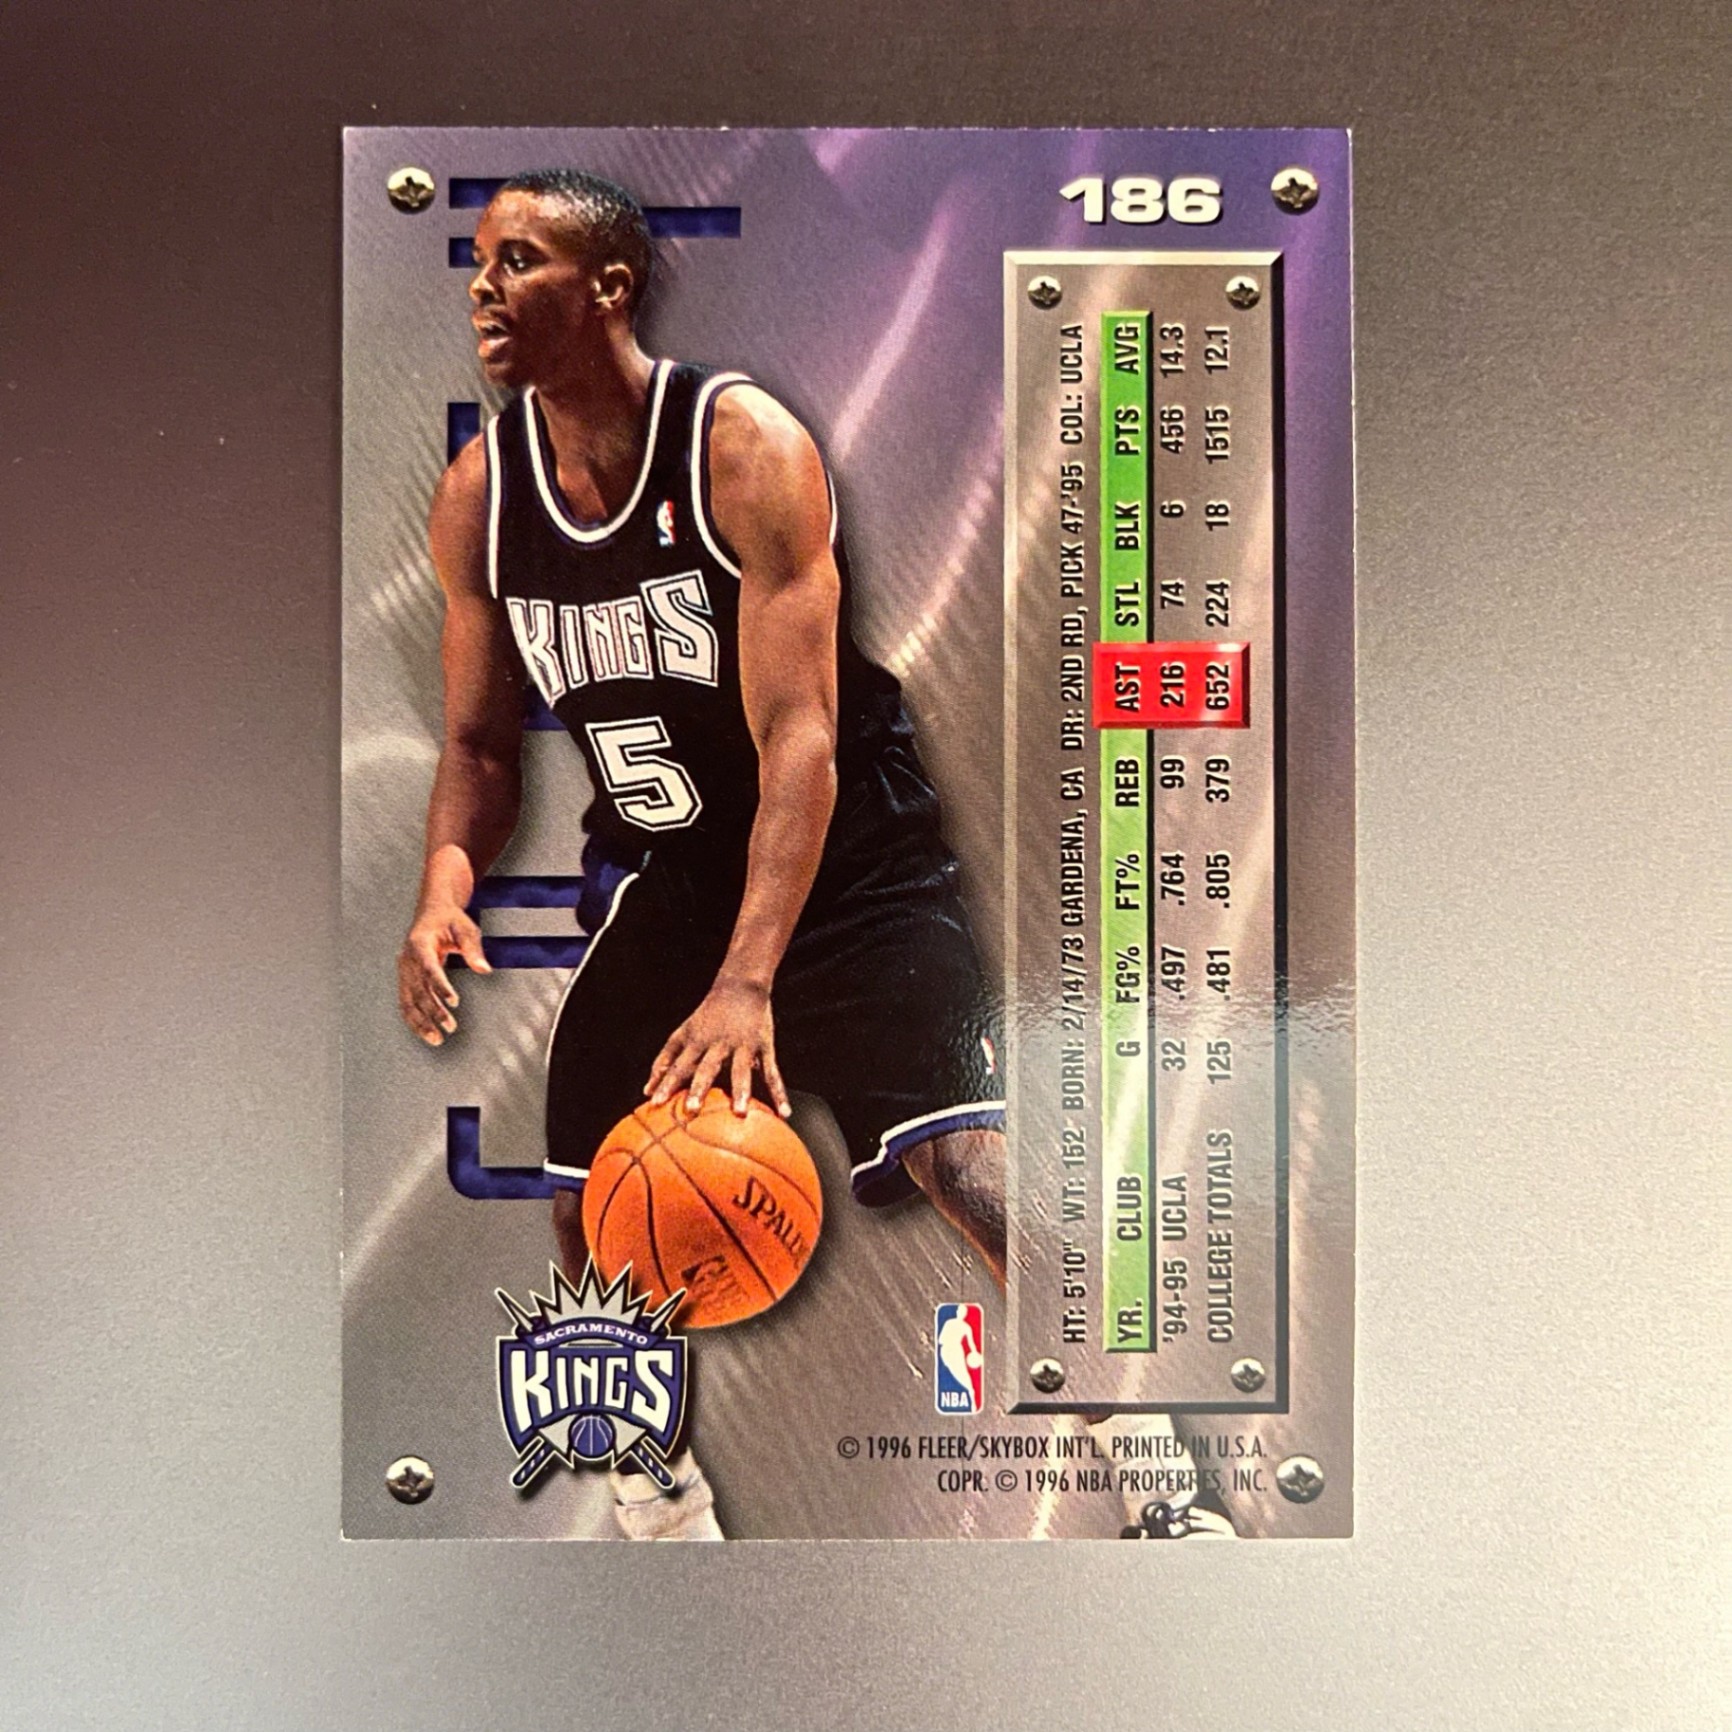 186
HT: 5'10" WT: 152 BORN: 2/14/73 GARDENA, CA DR: 2ND RD, PICK 47-'95 COL: UCLA
YR. CLUB G FG% FT% REB AST STL BLK PTS AVG
'94-95 UCLA 32 .497 .764 99 216 74 6 456 14.3
COLLEGE TOTALS 125 .481 .805 379 652 224 18 1515 12.1
KINGS
5
SPALD
SACRAMENTO
KINGS
NBA
© 1996 FLEER/SKYBOX INT'L. PRINTED IN U.S.A.
COPR. © 1996 NBA PROPERTIES, INC.